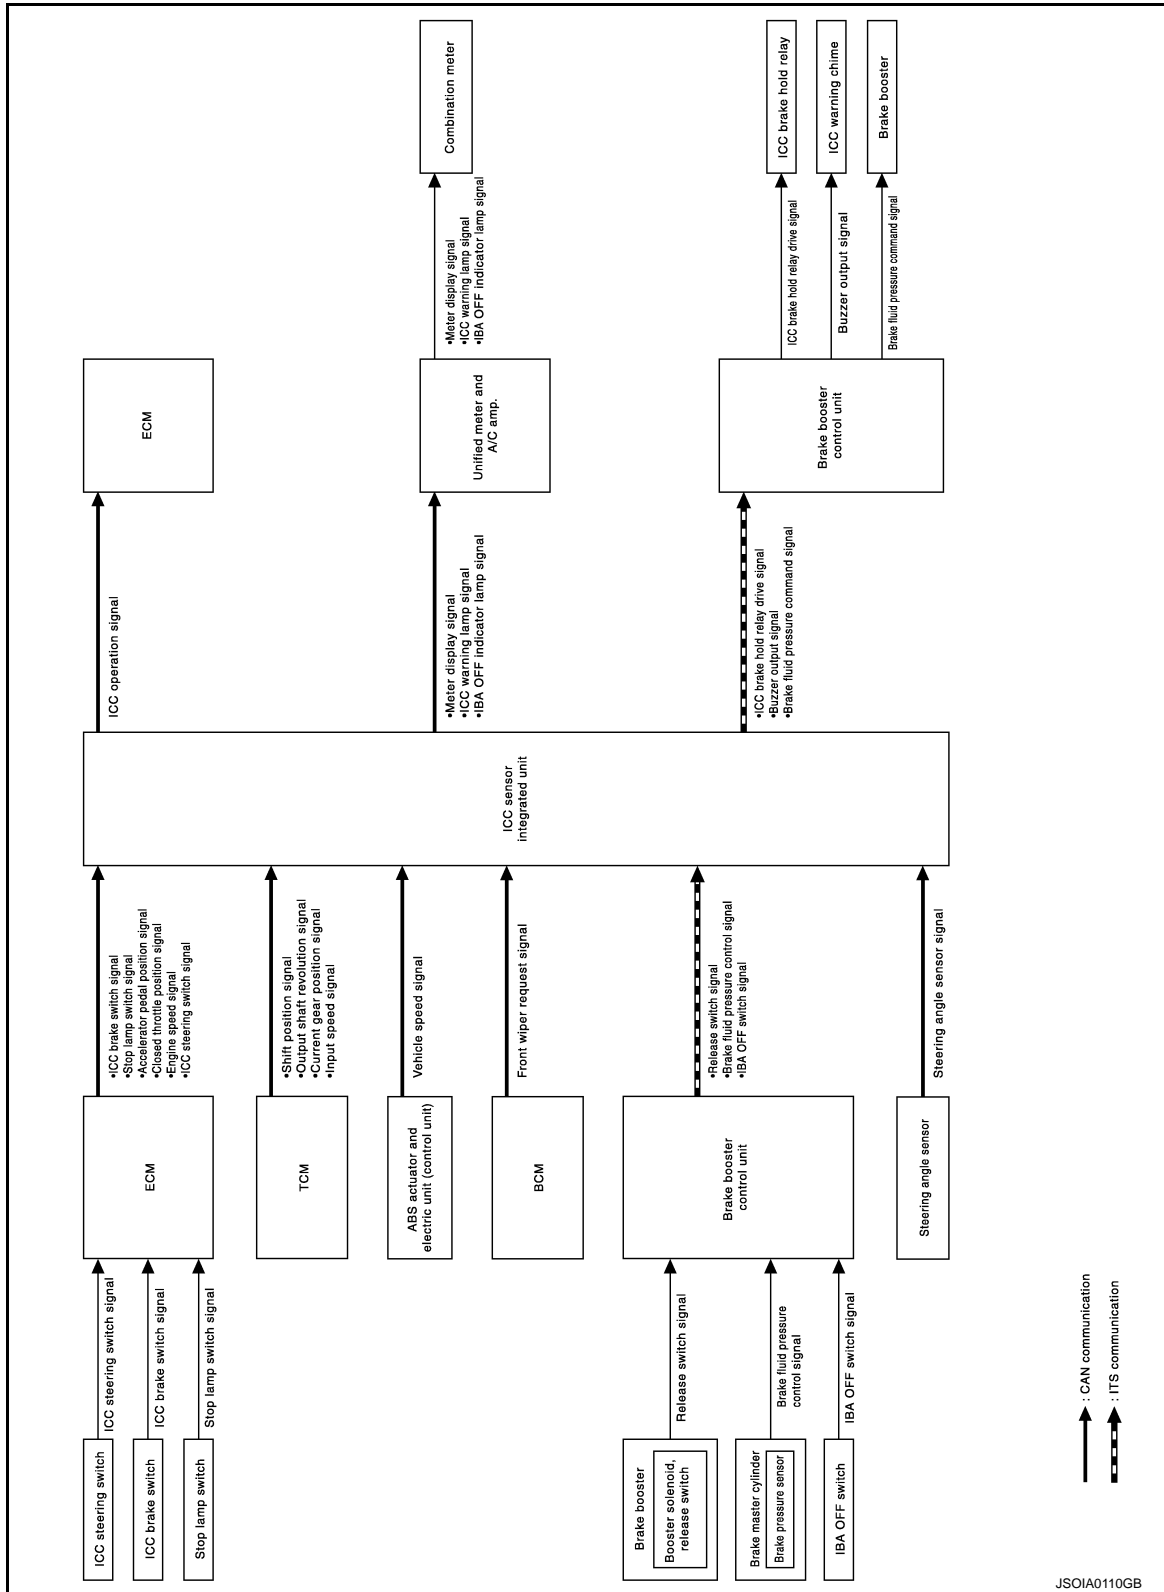 ICC steering switch
ICC brake switch
Stop lamp switch
Brake booster
Booster solenoid,
release switch
Brake master cylinder
Brake pressure sensor
IBA OFF switch
ICC steering switch signal
ICC brake switch signal
Stop lamp switch signal
Release switch signal
Brake fluid pressure
control signal
IBA OFF switch signal
ECM
TCM
ABS actuator and
electric unit (control unit)
BCM
Brake booster
control unit
Steering angle sensor
•ICC brake switch signal
•Stop lamp switch signal
•Accelerator pedal position signal
•Closed throttle position signal
•Engine speed signal
•ICC steering switch signal
•Shift position signal
•Output shaft revolution signal
•Current gear position signal
•Input speed signal
Vehicle speed signal
Front wiper request signal
•Release switch signal
•Brake fluid pressure control signal
•IBA OFF switch signal
Steering angle sensor signal
ICC sensor
integrated unit
ICC operation signal
•Meter display signal
•ICC warning lamp signal
•IBA OFF indicator lamp signal
•ICC brake hold relay drive signal
•Buzzer output signal
•Brake fluid pressure command signal
ECM
Unified meter and
A/C amp.
Brake booster
control unit
•Meter display signal
•ICC warning lamp signal
•IBA OFF indicator lamp signal
ICC brake hold relay drive signal
Buzzer output signal
Brake fluid pressure command signal
Combination meter
ICC brake hold relay
ICC warning chime
Brake booster
: CAN communication
: ITS communication
JSOIA0110GB